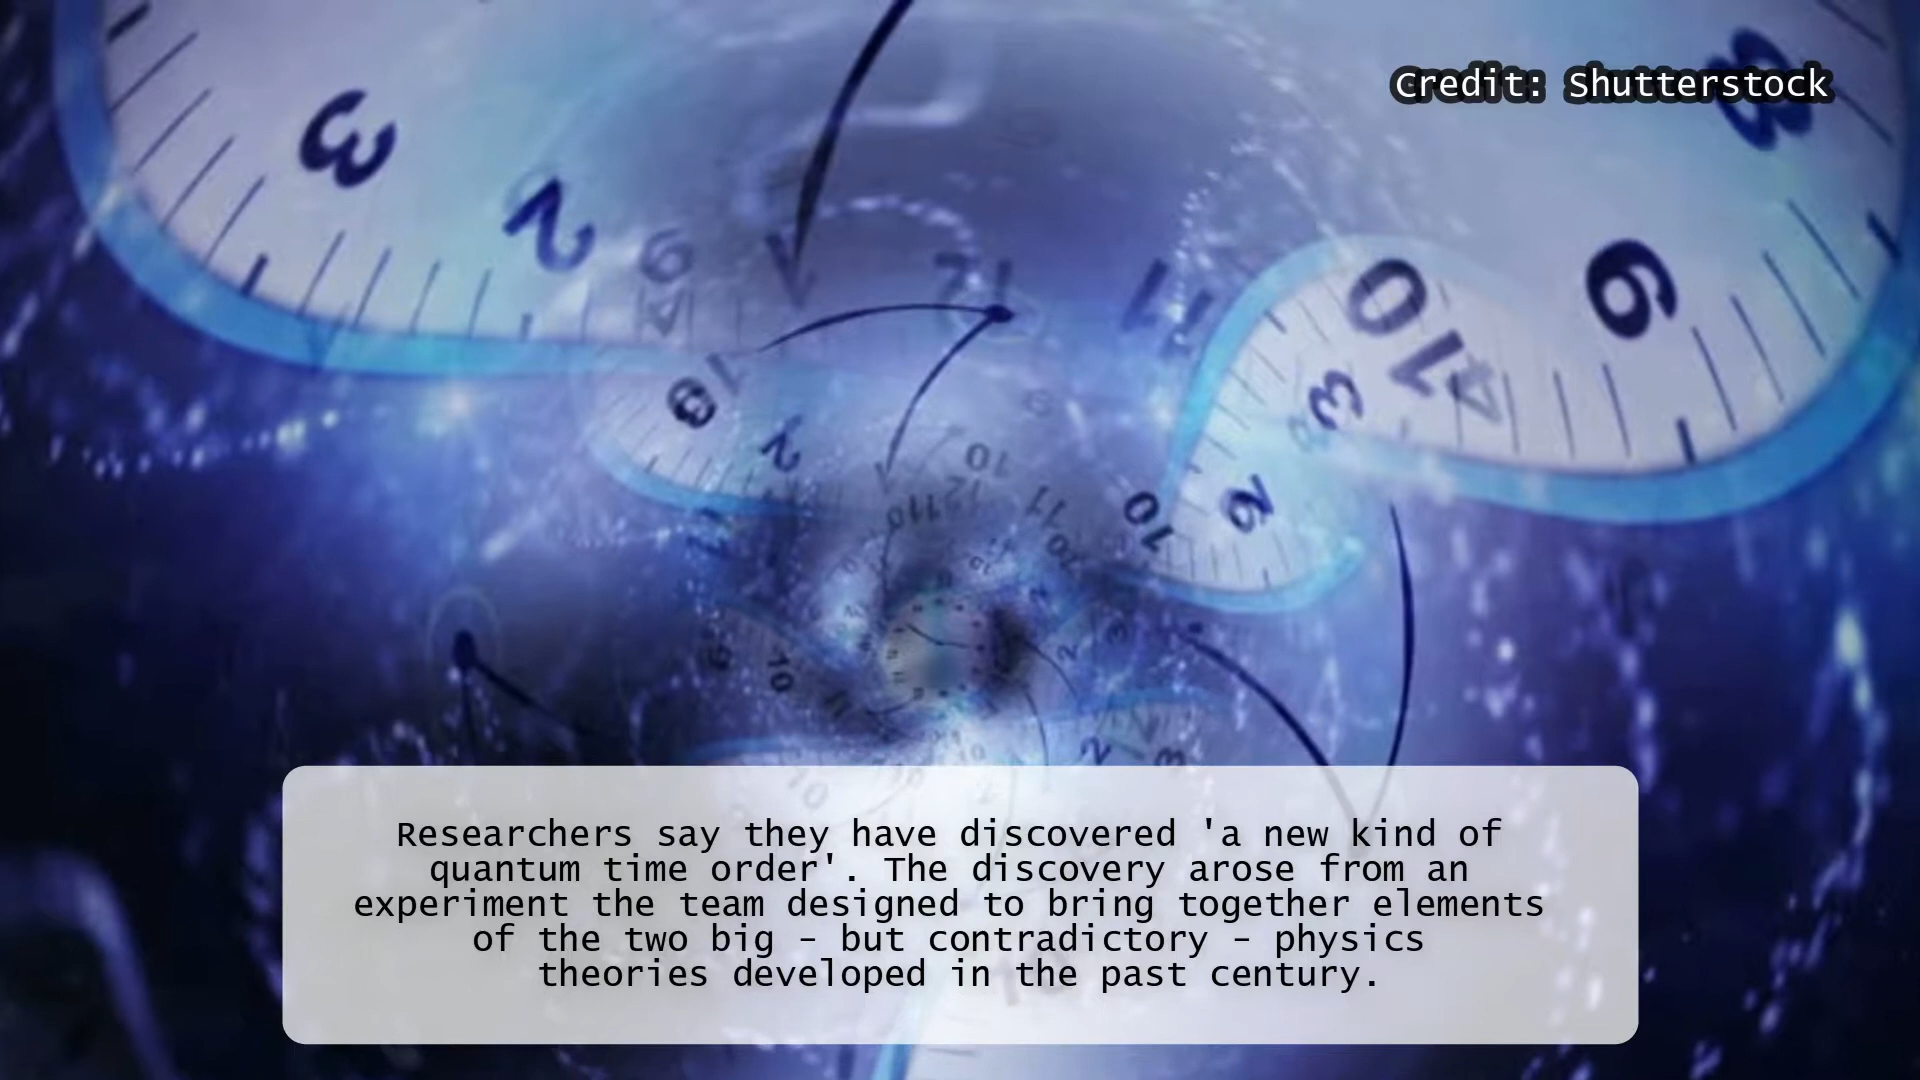 Credit: Shutterstock
Researchers say they have discovered 'a new kind of
quantum time order'. The discovery arose from an
experiment the team designed to bring together elements
of the two big - but contradictory - physics
theories developed in the past century.